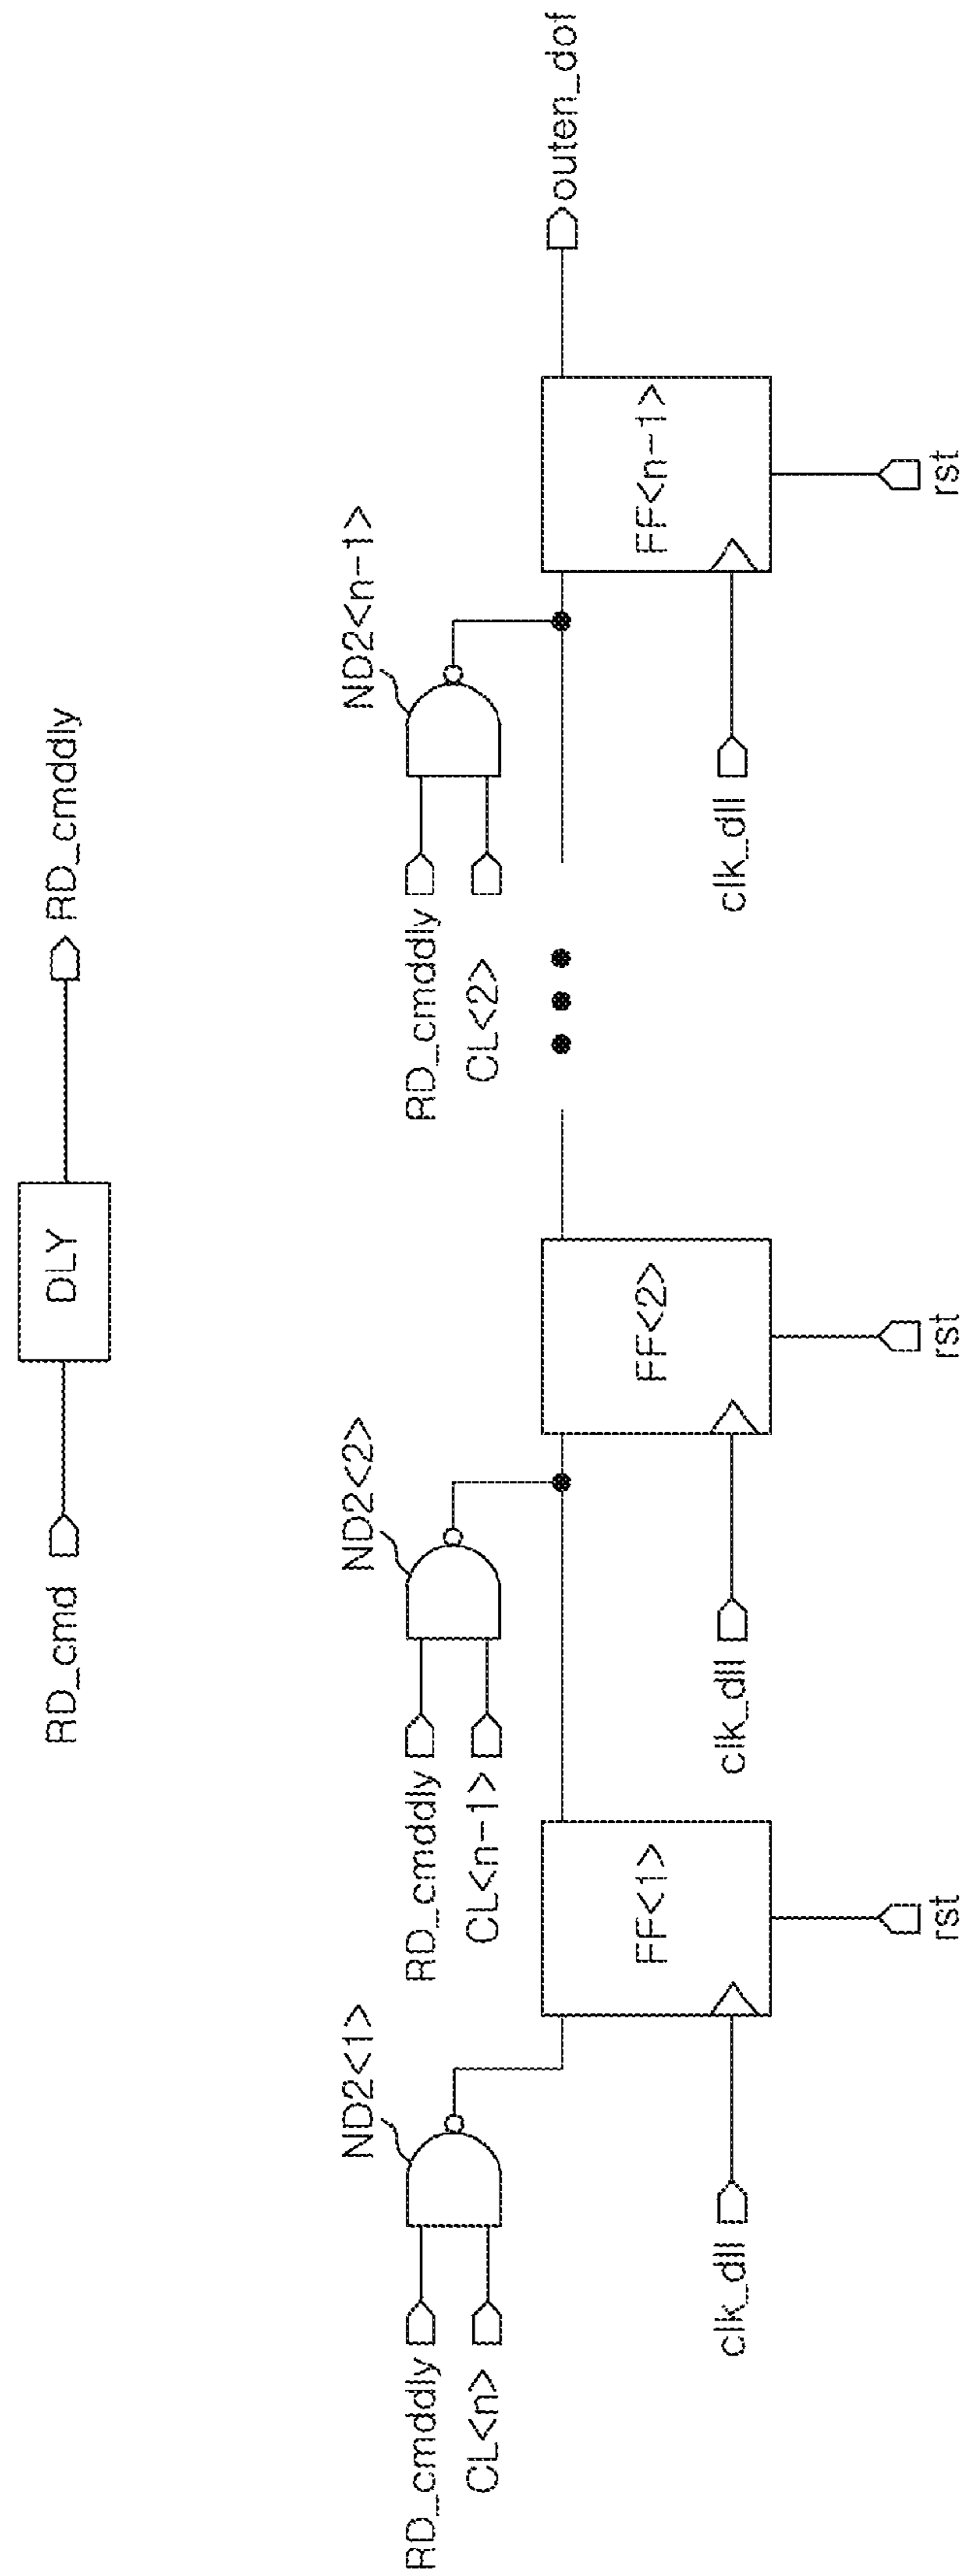 RD_cmd
DLY
RD_cmddly
ND2<1>
ND2<2>
ND2<n-1>
RD_cmddly
CL<n>
RD_cmddly
CL<n-1>
RD_cmddly
CL<2>
outen_dof
FF<1>
FF<2>
FF<n-1>
clk_dll
clk_dll
clk_dll
rst
rst
rst